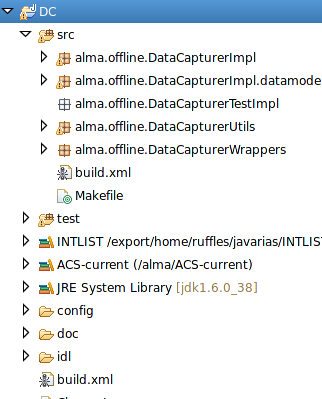 DC
src
alma.offline.DataCapturerImpl
alma.offline.DataCapturerImpl.datamode
alma.offline.DataCapturerTestImpl
alma.offline.DataCapturerUtils
alma.offline.DataCapturerWrappers
build.xml
Makefile
test
INTLIST /export/home/ruffles/javarias/INTLIS
ACS-current (/alma/ACS-current)
JRE System Library [jdk1.6.0_38]
config
doc
idl
build.xml